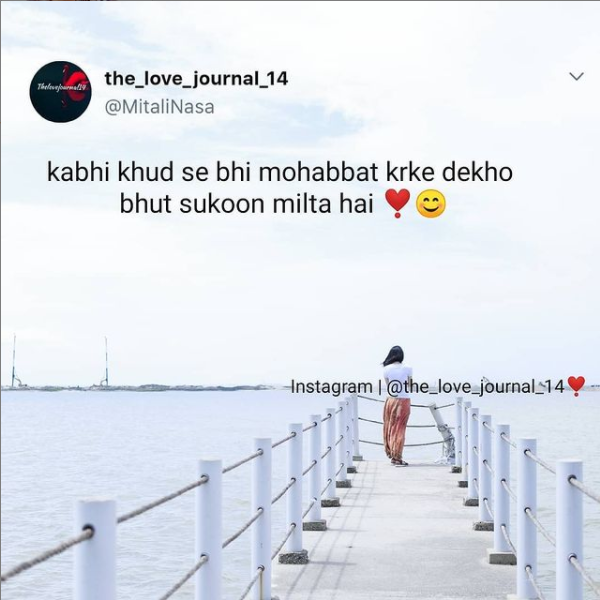 Thelovejournal14
the_love_journal_14
@MitaliNasa
kabhi khud se bhi mohabbat krke dekho
bhut sukoon milta hai ❣️😊
Instagram | @the_love_journal_14❣️